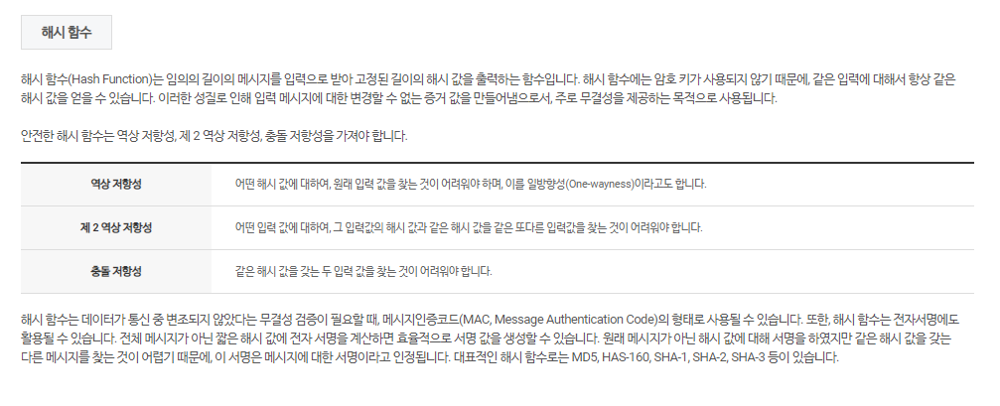 해시 함수
해시 함수(Hash Function)는 임의의 길이의 메시지를 입력으로 받아 고정된 길이의 해시 값을 출력하는 함수입니다. 해시 함수에는 암호 키가 사용되지 않기 때문에, 같은 입력에 대해서 항상 같은
해시 값을 얻을 수 있습니다. 이러한 성질로 인해 입력 메시지에 대한 변경할 수 없는 증거 값을 만들어냄으로서, 주로 무결성을 제공하는 목적으로 사용됩니다.
안전한 해시 함수는 역상 저항성, 제 2 역상 저항성, 충돌 저항성을 가져야 합니다.
역상 저항성 어떤 해시 값에 대하여, 원래 입력 값을 찾는 것이 어려워야 하며, 이를 일방향성(One-wayness)이라고도 합니다.
제 2 역상 저항성 어떤 입력 값에 대하여, 그 입력값의 해시 값과 같은 해시 값을 같은 또다른 입력값을 찾는 것이 어려워야 합니다.
충돌 저항성 같은 해시 값을 갖는 두 입력 값을 찾는 것이 어려워야 합니다.
해시 함수는 데이터가 통신 중 변조되지 않았다는 무결성 검증이 필요할 때, 메시지인증코드(MAC, Message Authentication Code)의 형태로 사용될 수 있습니다. 또한, 해시 함수는 전자서명에도
활용될 수 있습니다. 전체 메시지가 아닌 짧은 해시 값에 전자 서명을 계산하면 효율적으로 서명 값을 생성할 수 있습니다. 원래 메시지가 아닌 해시 값에 대해 서명을 하였지만 같은 해시 값을 갖는
다른 메시지를 찾는 것이 어렵기 때문에, 이 서명은 메시지에 대한 서명이라고 인정됩니다. 대표적인 해시 함수로는 MD5, HAS-160, SHA-1, SHA-2, SHA-3 등이 있습니다.